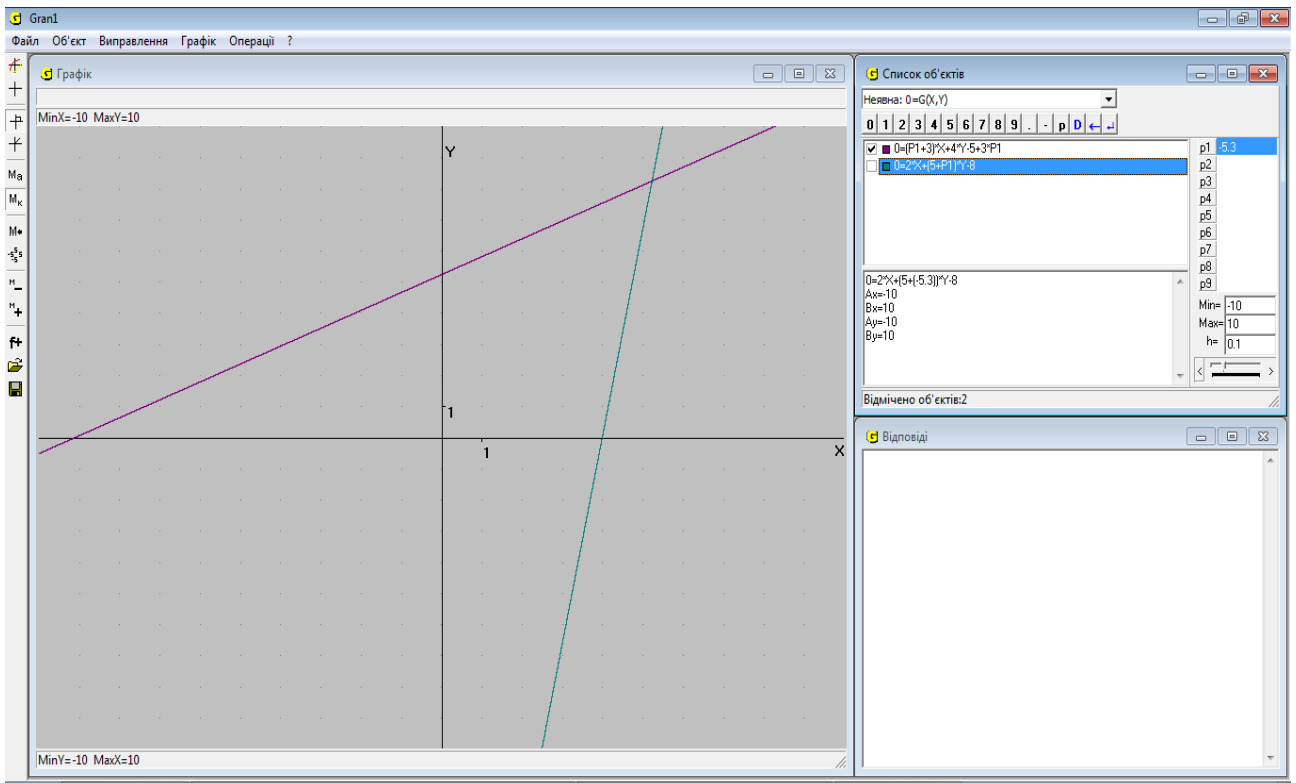 Gran1
Файл Об'єкт Виправлення Графік Операції ?
Графік
MinX=-10 MaxY=10
Y
1
1
X
MinY=-10 MaxX=10
Ma
Mк
M
M
f+
Список об'єктів
Неявна: 0=G(X,Y)
0 1 2 3 4 5 6 7 8 9 . - p D ← ↲
0=(P1+3)*X+4*Y-5+3*P1
0=2*X+(5+P1)*Y-8
p1 -5.3
p2
p3
p4
p5
p6
p7
p8
p9
0=2*X+(5+(-5.3))*Y-8
Ax=-10
Bx=10
Ay=-10
By=10
Min= -10
Max= 10
h= 0.1
Відмічено об'єктів:2
Відповіді